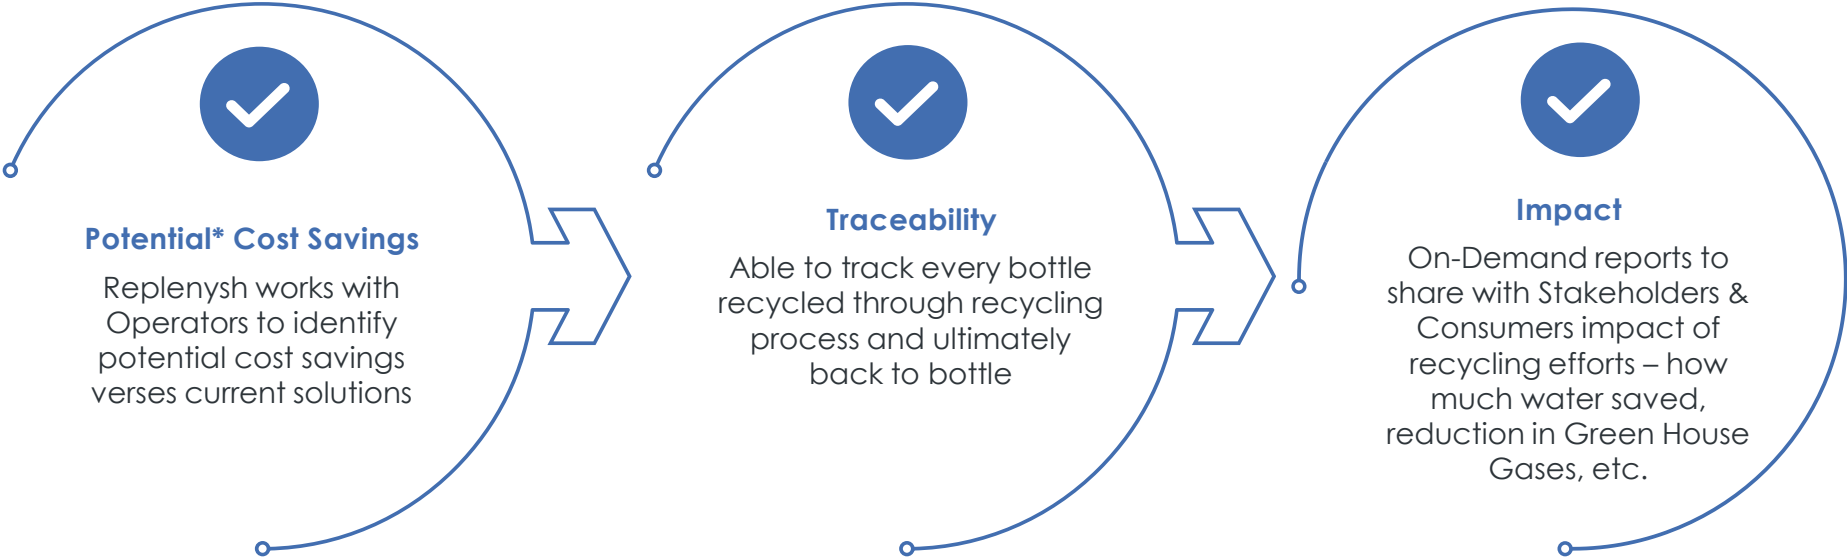 Potential* Cost Savings
Replenysh works with
Operators to identify
potential cost savings
verses current solutions
Traceability
Able to track every bottle
recycled through recycling
process and ultimately
back to bottle
Impact
On-Demand reports to
share with Stakeholders &
Consumers impact of
recycling efforts – how
much water saved,
reduction in Green House
Gases, etc.